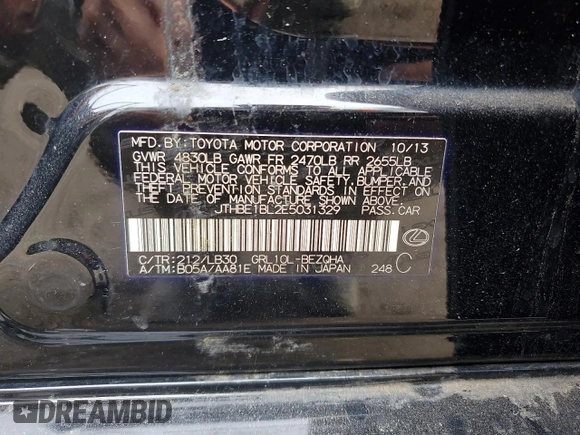 MFD. BY: TOYOTA MOTOR CORPORATION 10/13
GVWR 4830LB GAWR FR 2470LB RR 2655LB
THIS VEHICLE CONFORMS TO ALL APPLICABLE
FEDERAL MOTOR VEHICLE SAFETY, BUMPER, AND
THEFT PREVENTION STANDARDS IN EFFECT ON
THE DATE OF MANUFACTURE SHOWN ABOVE.
JTHBE1BL2E5031329 PASS. CAR
C/TR: 212/LB30 GRL10L-BEZQHA
A/TM: B05A/AA81E MADE IN JAPAN 248 C
DREAMBID